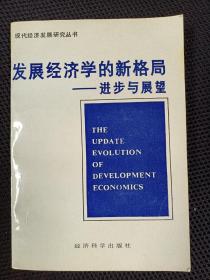 现代经济发展研究丛书
发展经济学的新格局
——进步与展望
THE
UPDATE
EVOLUTION
OF
DEVELOPMENT
ECONOMICS
经济科学出版社